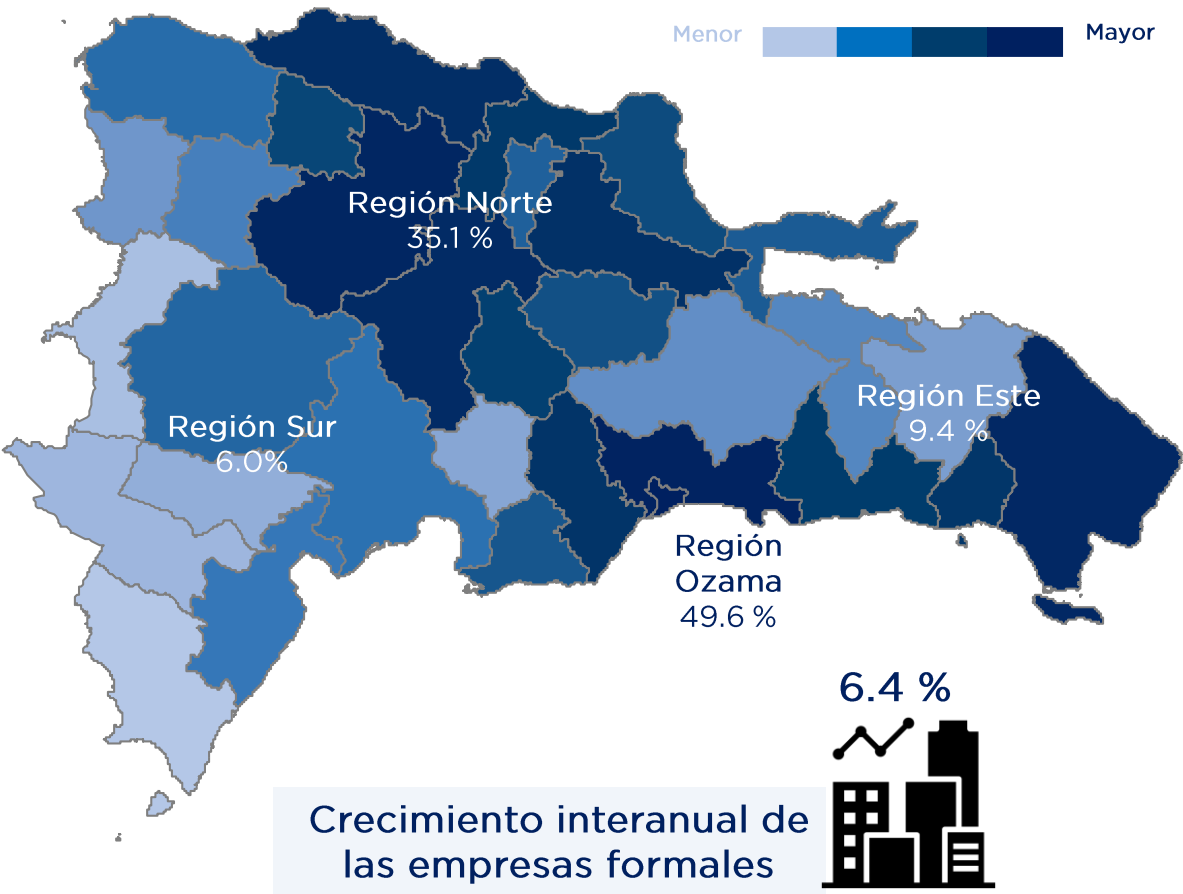 Menor
Mayor
Región Norte
35.1 %
Región Este
9.4 %
Región Sur
6.0%
Región
Ozama
49.6 %
6.4 %
Crecimiento interanual de
las empresas formales